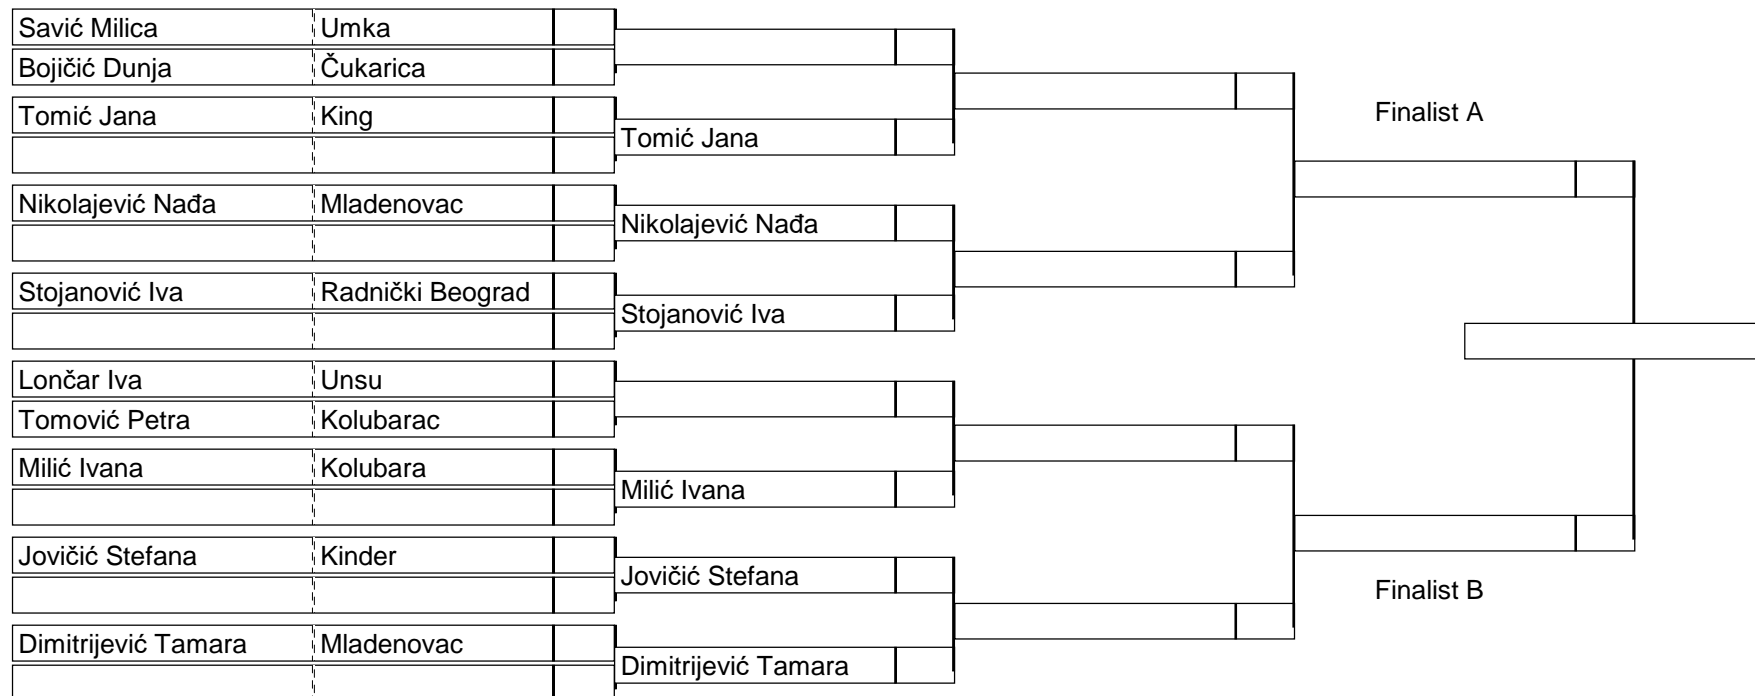 Savić Milica Umka
Bojičić Dunja Čukarica
Tomić Jana King
Nikolajević Nađa Mladenovac
Stojanović Iva Radnički Beograd
Lončar Iva Unsu
Tomović Petra Kolubarac
Milić Ivana Kolubara
Jovičić Stefana Kinder
Dimitrijević Tamara Mladenovac
Tomić Jana
Nikolajević Nađa
Stojanović Iva
Milić Ivana
Jovičić Stefana
Dimitrijević Tamara
Finalist A
Finalist B